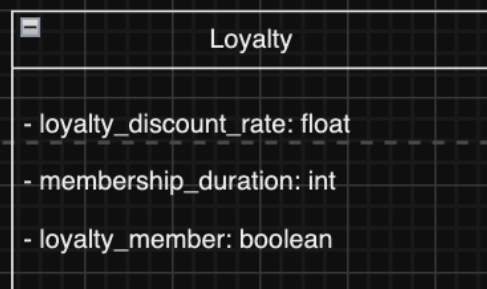 Loyalty
- loyalty_discount_rate: float
- membership_duration: int
- loyalty_member: boolean